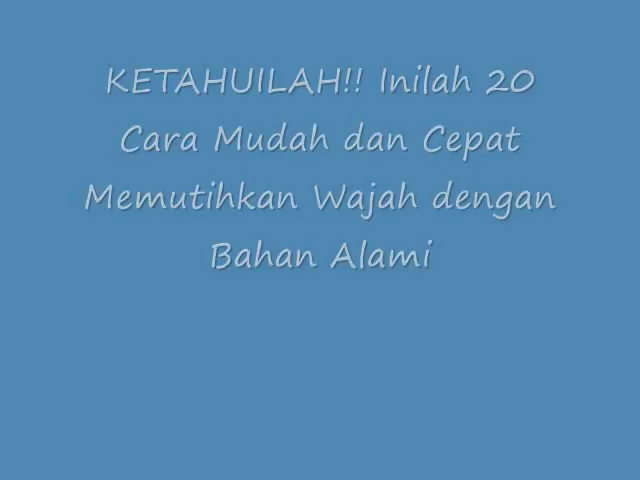 KETAHUILAH!! Inilah 20
Cara Mudah dan Cepat
Memutihkan Wajah dengan
Bahan Alami